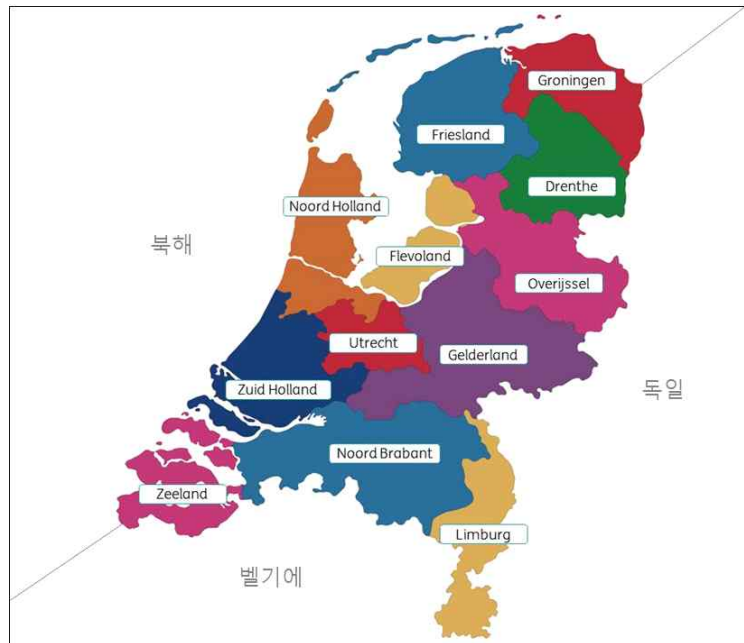 Groningen
Friesland
Drenthe
Noord Holland
북해
Flevoland
Overijssel
Utrecht
Gelderland
Zuid Holland
독일
Noord Brabant
Zeeland
Limburg
벨기에